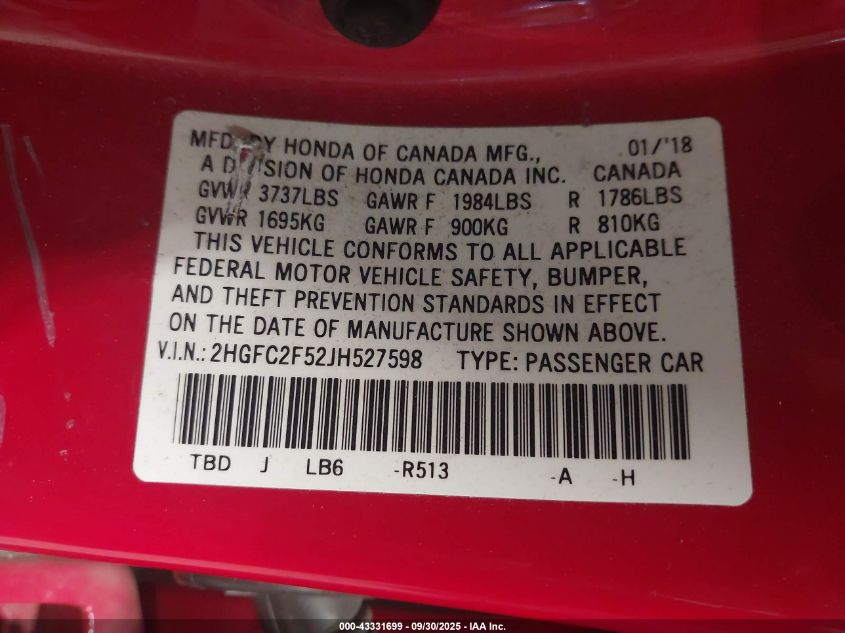 MFD BY HONDA OF CANADA MFG., 01/'18
A DIVISION OF HONDA CANADA INC. CANADA
GVWR 3737LBS GAWR F 1984LBS R 1786LBS
GVWR 1695KG GAWR F 900KG R 810KG
THIS VEHICLE CONFORMS TO ALL APPLICABLE
FEDERAL MOTOR VEHICLE SAFETY, BUMPER,
AND THEFT PREVENTION STANDARDS IN EFFECT
ON THE DATE OF MANUFACTURE SHOWN ABOVE.
V.I.N.: 2HGFC2F52JH527598 TYPE: PASSENGER CAR
TBD J LB6 -R513 -A -H
000-43331699 - 09/30/2025 - IAA Inc.